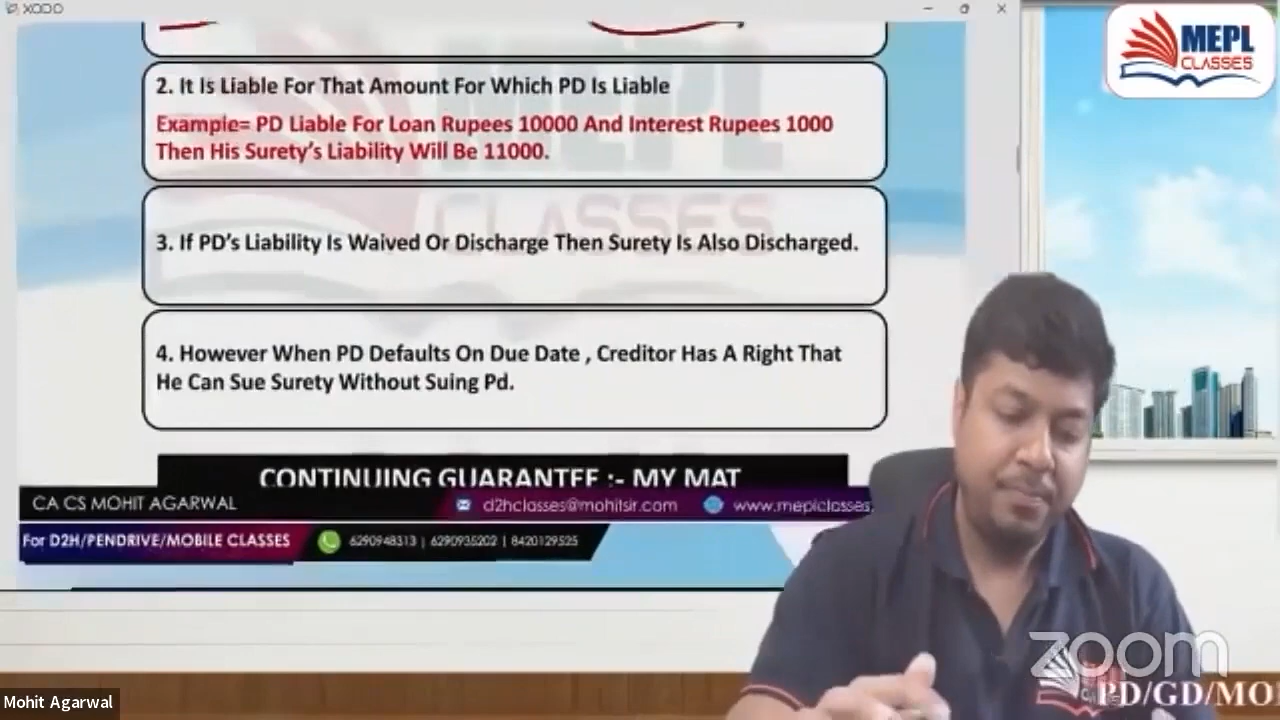 XODO
MEPL
CLASSES
2. It Is Liable For That Amount For Which PD Is Liable
Example= PD Liable For Loan Rupees 10000 And Interest Rupees 1000
Then His Surety's Liability Will Be 11000.
CLASSES
3. If PD's Liability Is Waived Or Discharge Then Surety Is Also Discharged.
4. However When PD Defaults On Due Date , Creditor Has A Right That
He Can Sue Surety Without Suing Pd.
CONTINUING GUARANTEE :- MY MAT
CA CS MOHIT AGARWAL
d2hclasses@mohitsir.com
www.meplclasses.
For D2H/PENDRIVE/MOBILE CLASSES
6290948313 | 6290935202 | 8420129525
zoom
PD/GD/MO
Mohit Agarwal